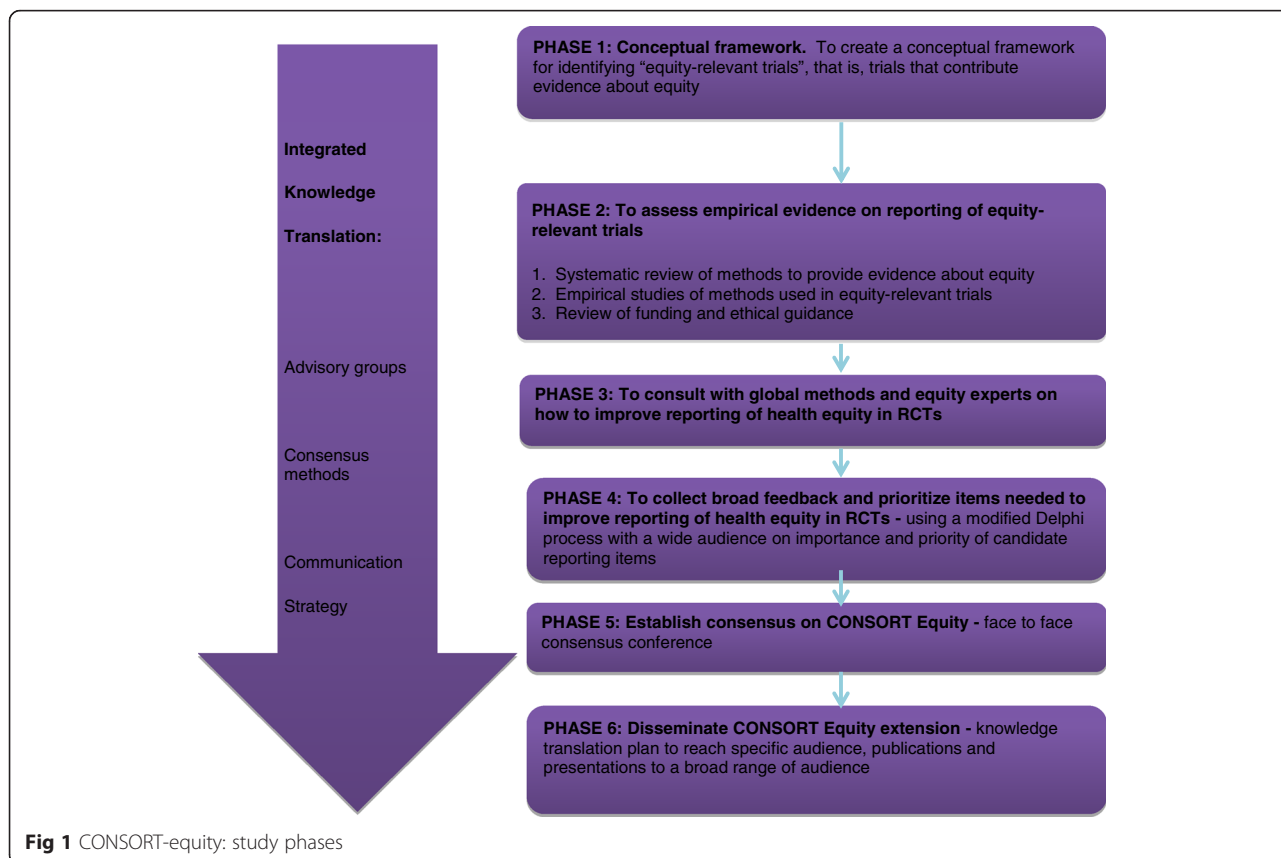 Integrated
Knowledge
Translation:
Advisory groups
Consensus
methods
Communication
Strategy
PHASE 1: Conceptual framework. To create a conceptual framework
for identifying “equity-relevant trials”, that is, trials that contribute
evidence about equity
PHASE 2: To assess empirical evidence on reporting of equity-
relevant trials
1. Systematic review of methods to provide evidence about equity
2. Empirical studies of methods used in equity-relevant trials
3. Review of funding and ethical guidance
PHASE 3: To consult with global methods and equity experts on
how to improve reporting of health equity in RCTs
PHASE 4: To collect broad feedback and prioritize items needed to
improve reporting of health equity in RCTs - using a modified Delphi
process with a wide audience on importance and priority of candidate
reporting items
PHASE 5: Establish consensus on CONSORT Equity - face to face
consensus conference
PHASE 6: Disseminate CONSORT Equity extension - knowledge
translation plan to reach specific audience, publications and
presentations to a broad range of audience
Fig 1 CONSORT-equity: study phases